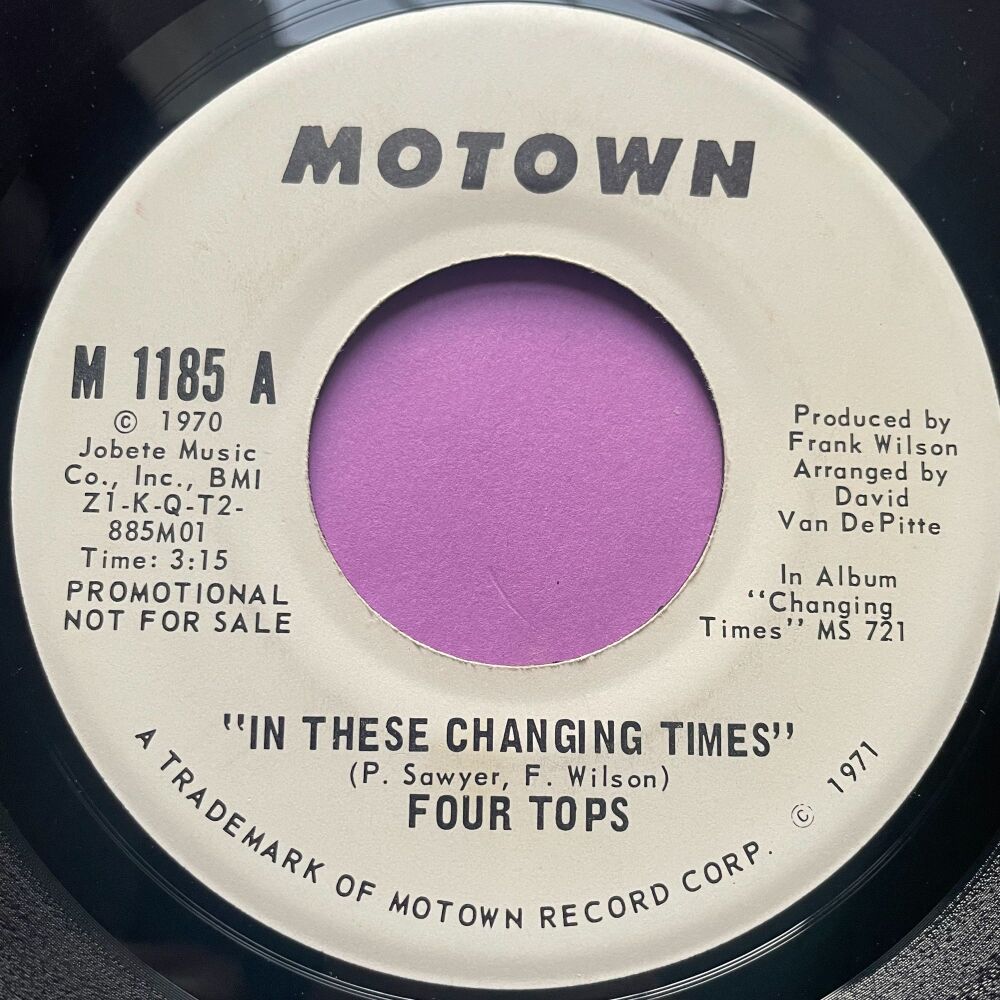 MOTOWN
M 1185 A
© 1970
Jobete Music
Co., Inc., BMI
Z1-K-Q-T2-
885M01
Time: 3:15
PROMOTIONAL
NOT FOR SALE
Produced by
Frank Wilson
Arranged by
David
Van DePitte
In Album
“Changing
Times” MS 721
"IN THESE CHANGING TIMES"
(P. Sawyer, F. Wilson)
FOUR TOPS
A TRADEMARK OF MOTOWN RECORD CORP. © 1971